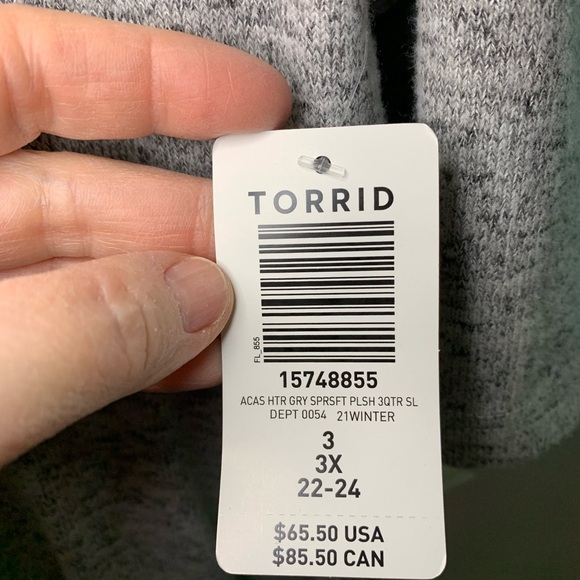 TORRID
FL_855
15748855
ACAS HTR GRY SPRSFT PLSH 3QTR SL
DEPT 0054 21WINTER
3
3X
22-24
$65.50 USA
$85.50 CAN